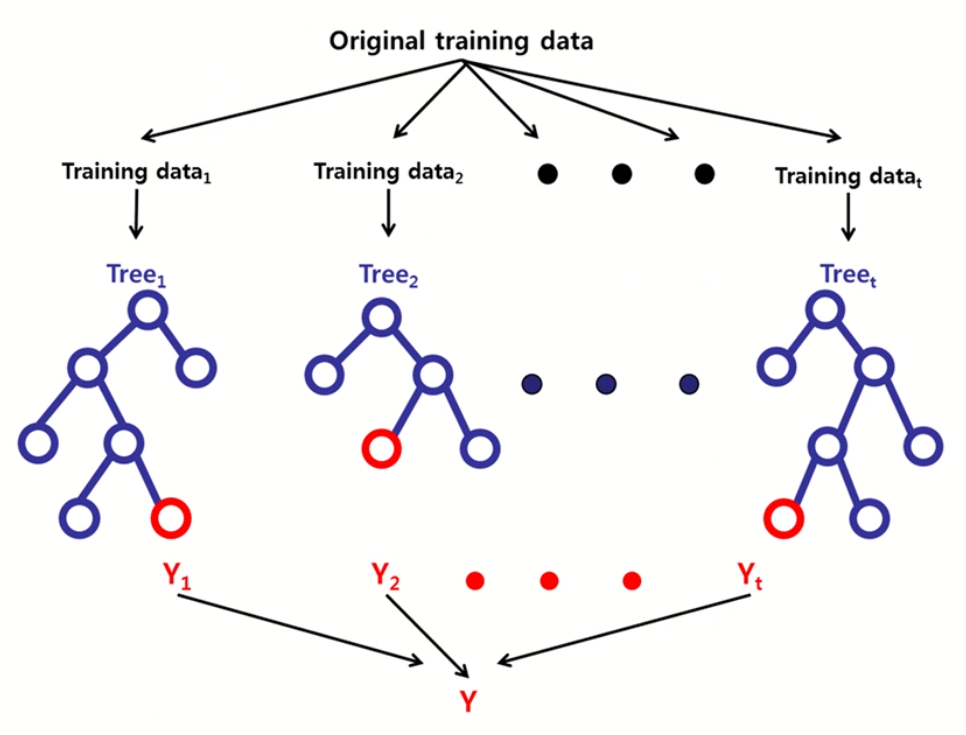 Original training data
Training data₁ Training data₂ Training dataₜ
Tree₁ Tree₂ Treeₜ
Y₁ Y₂ Yₜ
Y